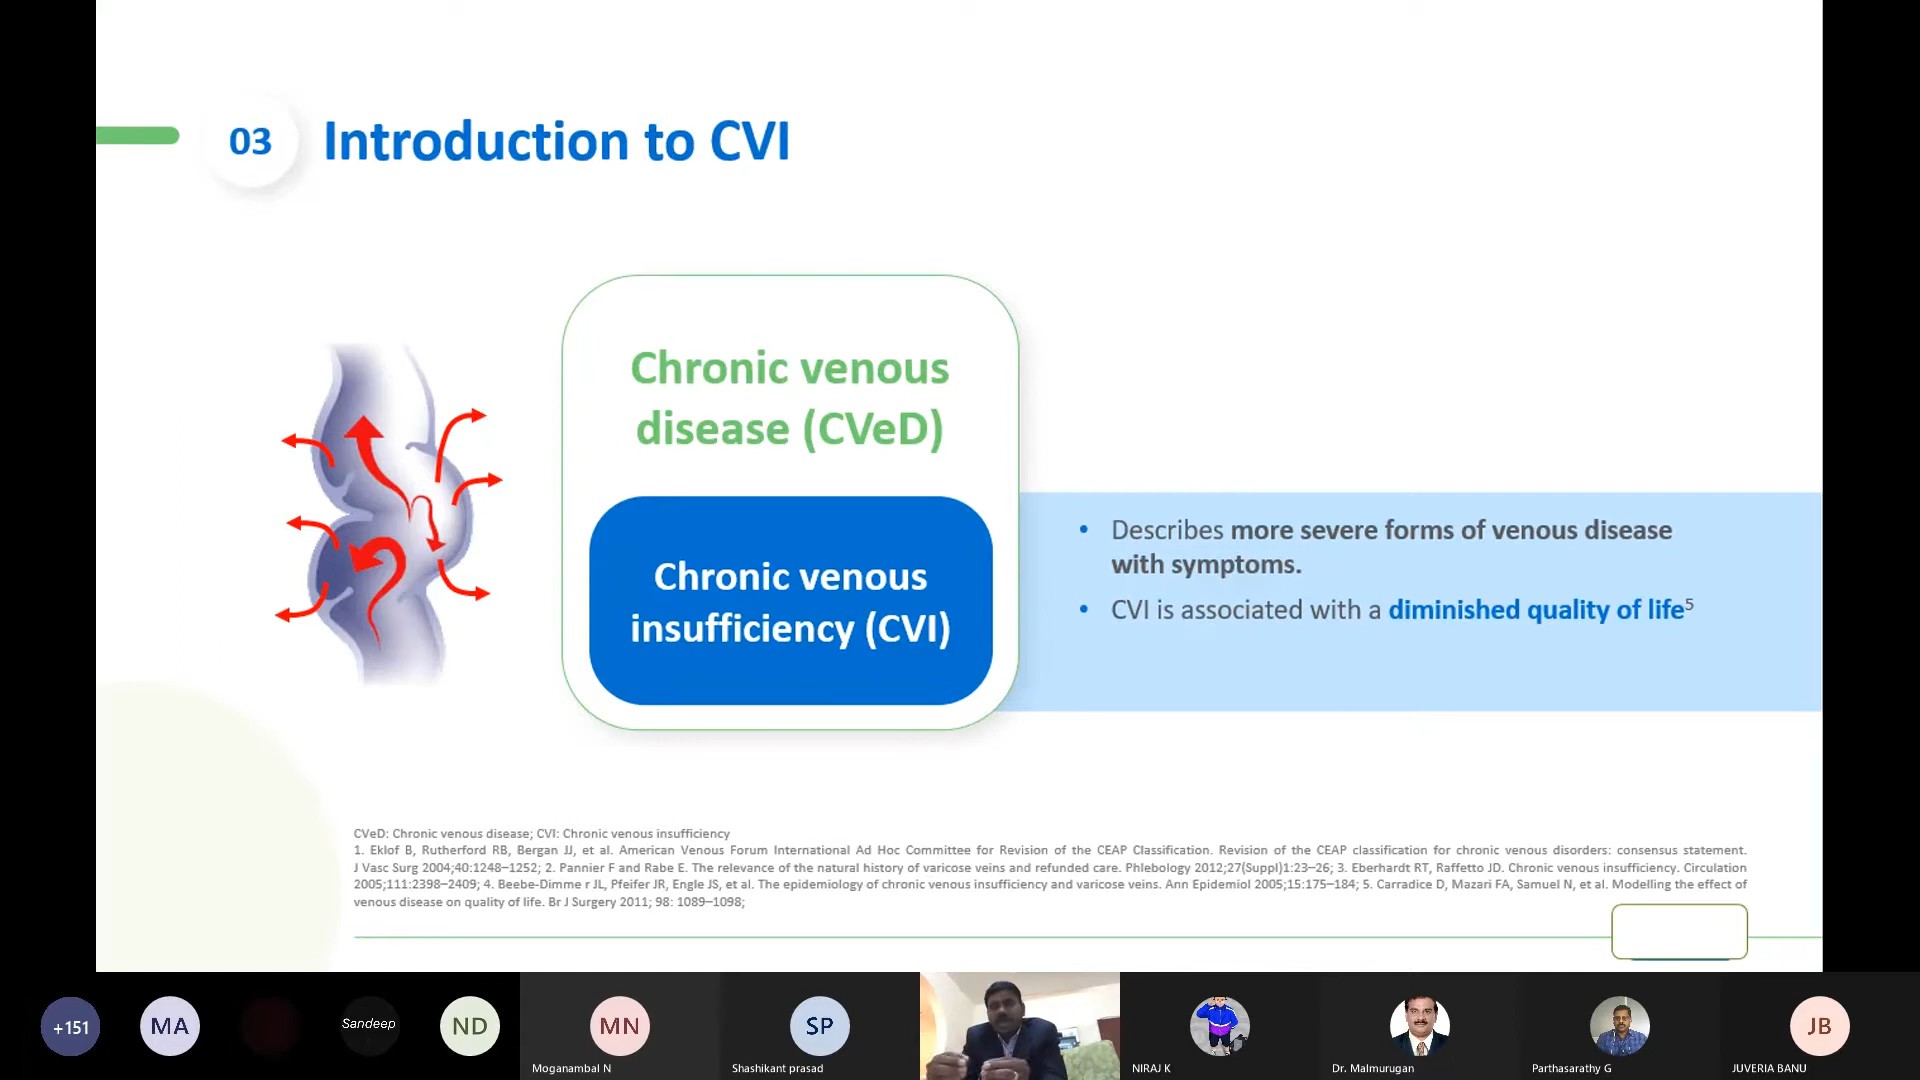 03
Introduction to CVI
Chronic venous
disease (CVeD)
Chronic venous
insufficiency (CVI)
• Describes more severe forms of venous disease
with symptoms.
• CVI is associated with a diminished quality of life5
CVeD: Chronic venous disease; CVI: Chronic venous insufficiency
1. Eklof B, Rutherford RB, Bergan JJ, et al. American Venous Forum International Ad Hoc Committee for Revision of the CEAP Classification. Revision of the CEAP classification for chronic venous disorders: consensus statement.
J Vasc Surg 2004;40:1248–1252; 2. Pannier F and Rabe E. The relevance of the natural history of varicose veins and refunded care. Phlebology 2012;27(Suppl)1:23–26; 3. Eberhardt RT, Raffetto JD. Chronic venous insufficiency. Circulation
2005;111:2398–2409; 4. Beebe-Dimme r JL, Pfeifer JR, Engle JS, et al. The epidemiology of chronic venous insufficiency and varicose veins. Ann Epidemiol 2005;15:175–184; 5. Carradice D, Mazari FA, Samuel N, et al. Modelling the effect of
venous disease on quality of life. Br J Surgery 2011; 98: 1089–1098;
+151
MA
Sandeep
ND
MN
SP
JB
Moganambal N
Shashikant prasad
NIRAJ K
Dr. Malmurugan
Parthasarathy G
JUVERIA BANU